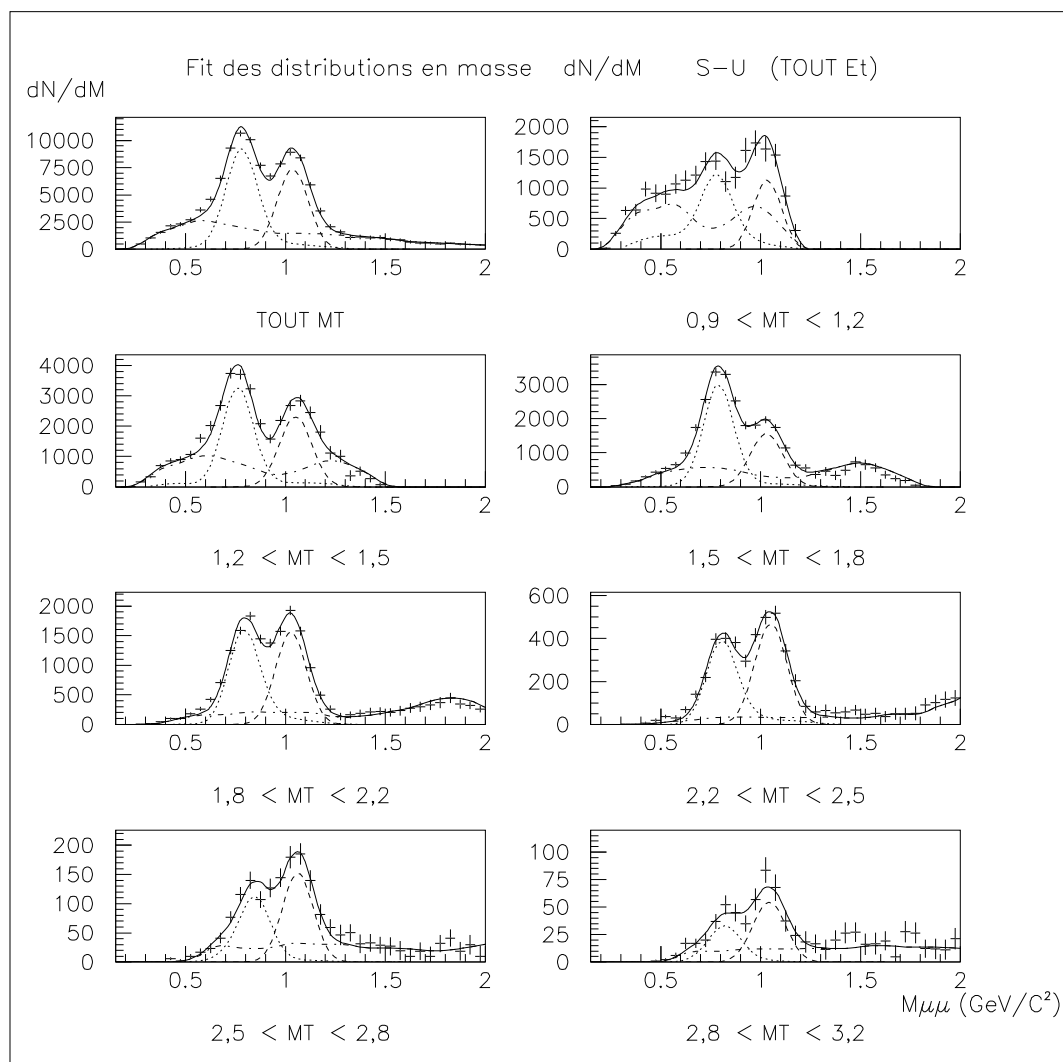 Fit des distributions en masse dN/dM S-U (TOUT Et)
dN/dM
10000
7500
5000
2500
0
0.5 1 1.5 2
TOUT MT
2000
1500
1000
500
0
0.5 1 1.5 2
0,9 < MT < 1,2
4000
3000
2000
1000
0
0.5 1 1.5 2
1,2 < MT < 1,5
3000
2000
1000
0
0.5 1 1.5 2
1,5 < MT < 1,8
2000
1500
1000
500
0
0.5 1 1.5 2
1,8 < MT < 2,2
600
400
200
0
0.5 1 1.5 2
2,2 < MT < 2,5
200
150
100
50
0
0.5 1 1.5 2
2,5 < MT < 2,8
100
75
50
25
0
0.5 1 1.5 2
Mμμ (GeV/C²)
2,8 < MT < 3,2